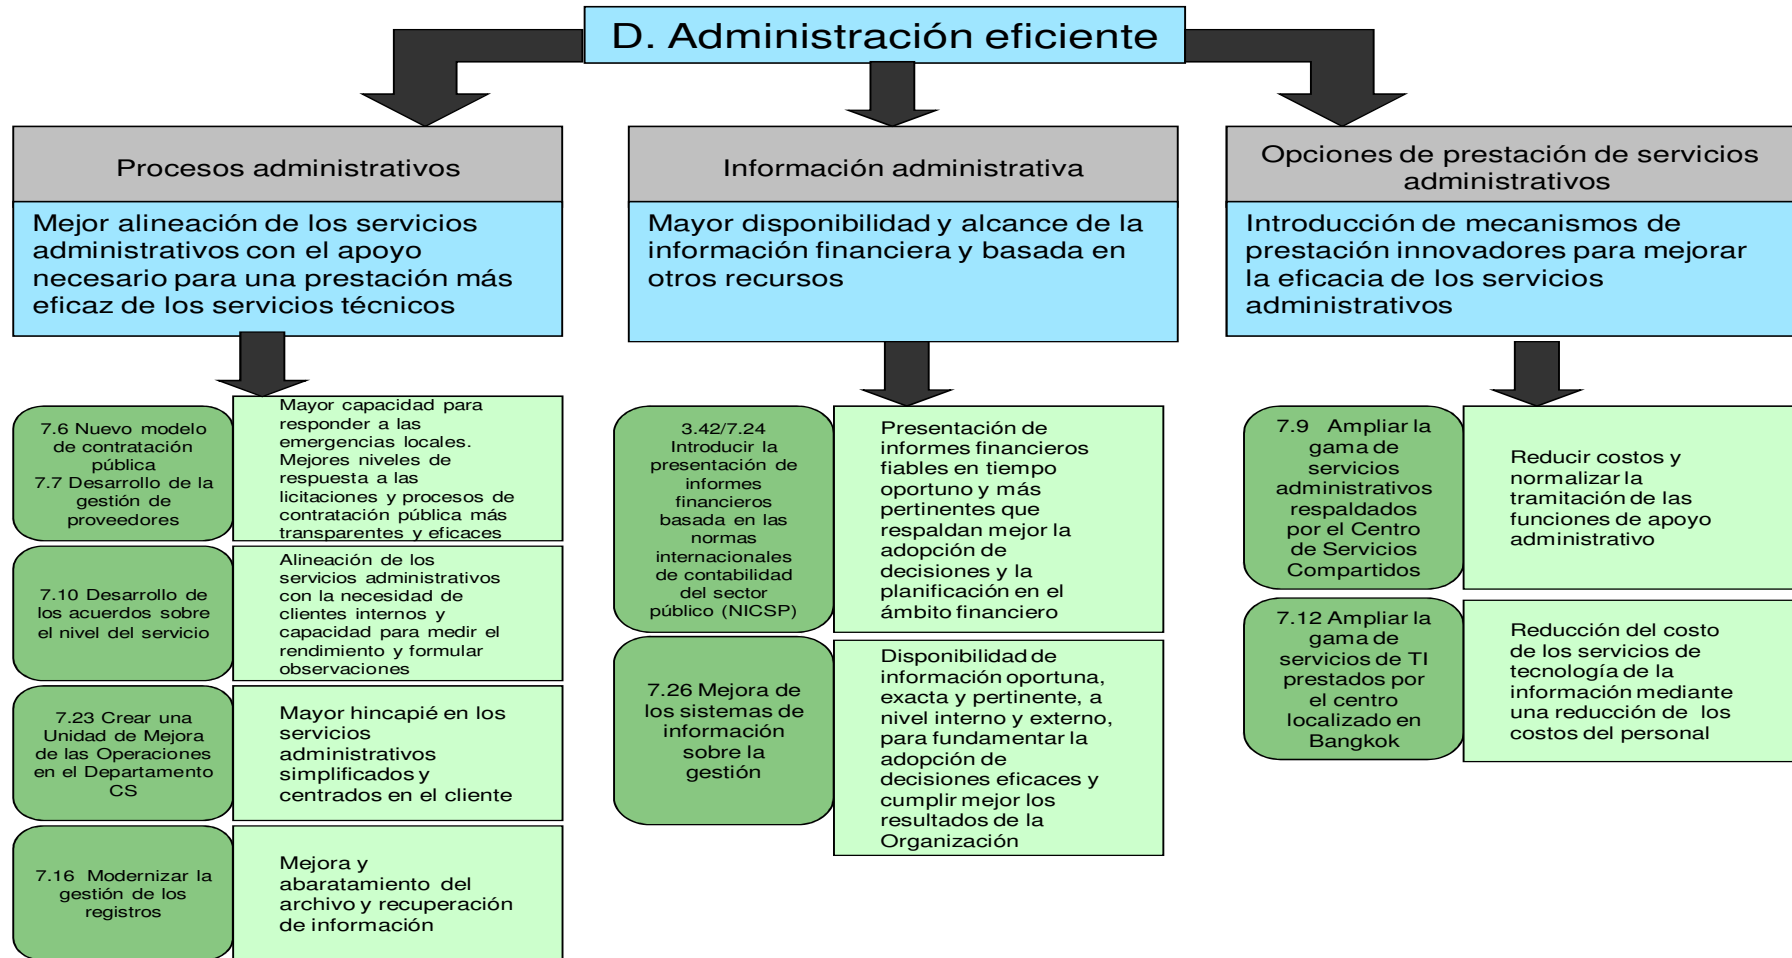 D. Administración eficiente
Procesos administrativos
Mejor alineación de los servicios
administrativos con el apoyo
necesario para una prestación más
eficaz de los servicios técnicos
7.6 Nuevo modelo
de contratación
pública
7.7 Desarrollo de la
gestión de
proveedores
Mayor capacidad para
responder a las
emergencias locales.
Mejores niveles de
respuesta a las
licitaciones y procesos de
contratación pública más
transparentes y eficaces
7.10 Desarrollo de
los acuerdos sobre
el nivel del servicio
Alineación de los
servicios administrativos
con la necesidad de
clientes internos y
capacidad para medir el
rendimiento y formular
observaciones
7.23 Crear una
Unidad de Mejora
de las Operaciones
en el Departamento
CS
Mayor hincapié en los
servicios
administrativos
simplificados y
centrados en el cliente
7.16 Modernizar la
gestión de los
registros
Mejora y
abaratamiento del
archivo y recuperación
de información
Información administrativa
Mayor disponibilidad y alcance de la
información financiera y basada en
otros recursos
3.42/7.24
Introducir la
presentación de
informes
financieros
basada en las
normas
internacionales
de contabilidad
del sector
público (NICSP)
Presentación de
informes financieros
fiables en tiempo
oportuno y más
pertinentes que
respaldan mejor la
adopción de
decisiones y la
planificación en el
ámbito financiero
7.26 Mejora de
los sistemas de
información
sobre la
gestión
Disponibilidad de
información oportuna,
exacta y pertinente, a
nivel interno y externo,
para fundamentar la
adopción de
decisiones eficaces y
cumplir mejor los
resultados de la
Organización
Opciones de prestación de servicios
administrativos
Introducción de mecanismos de
prestación innovadores para mejorar
la eficacia de los servicios
administrativos
7.9 Ampliar la
gama de
servicios
administrativos
respaldados
por el Centro
de Servicios
Compartidos
Reducir costos y
normalizar la
tramitación de las
funciones de apoyo
administrativo
7.12 Ampliar la
gama de
servicios de TI
prestados por
el centro
localizado en
Bangkok
Reducción del costo
de los servicios de
tecnología de la
información mediante
una reducción de los
costos del personal